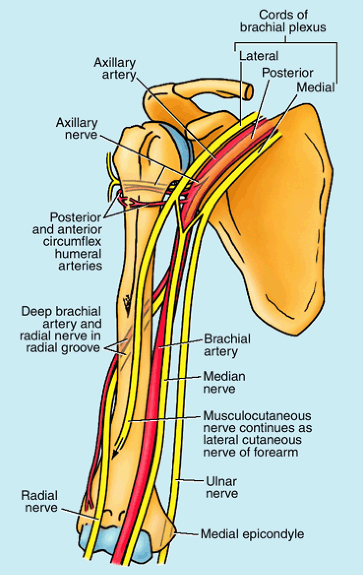 Cords of
brachial plexus
Lateral
Posterior
Medial
Axillary
artery
Axillary
nerve
Posterior
and anterior
circumflex
humeral
arteries
Deep brachial
artery and
radial nerve in
radial groove
Brachial
artery
Median
nerve
Musculocutaneous
nerve continues as
lateral cutaneous
nerve of forearm
Ulnar
nerve
Radial
nerve
Medial epicondyle